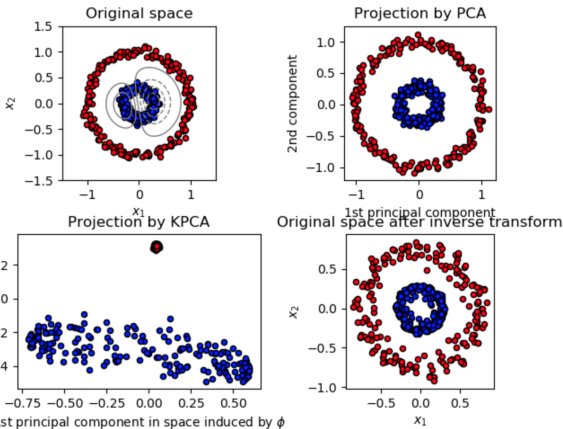 Original space
Projection by PCA
1.5
1.0
0.5
0.0
−0.5
−1.0
−1.5
x2
−1 0 1
x1
1.0
0.5
0.0
−0.5
−1.0
2nd component
−1 0 1
1st principal component
Projection by KPCA
Original space after inverse transform
2
0
2
4
−0.75 −0.50 −0.25 0.00 0.25 0.50
st principal component in space induced by ϕ
0.5
0.0
−0.5
−1.0
x2
−0.5 0.0 0.5
x1